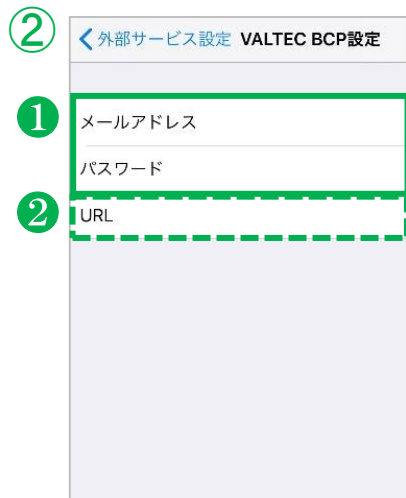 ②
外部サービス設定 VALTEC BCP設定
❶
メールアドレス
パスワード
❷
URL